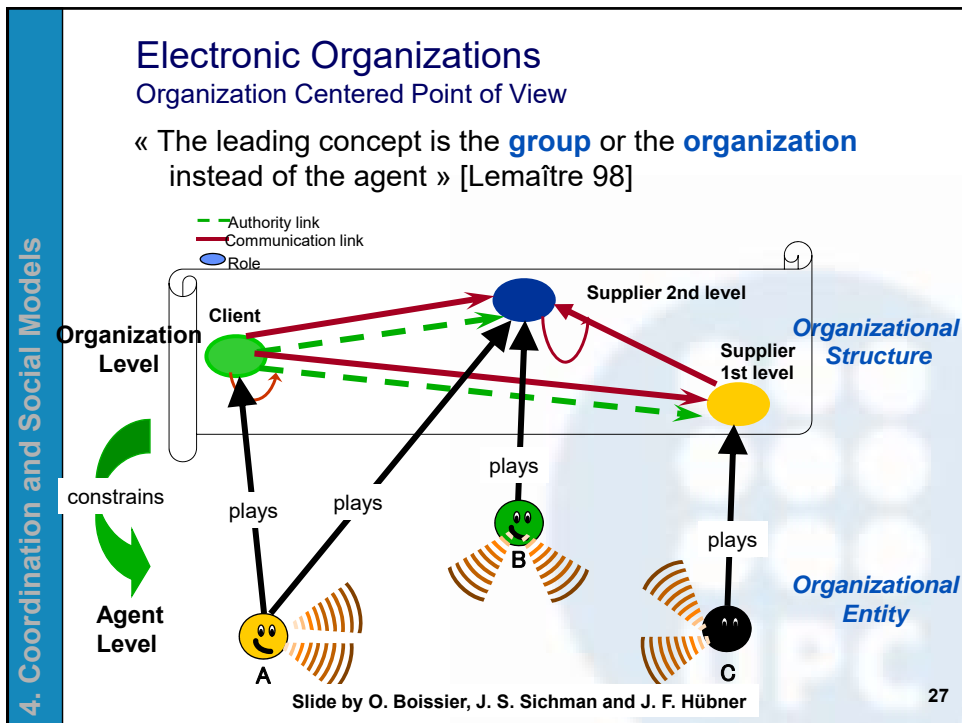 Electronic Organizations
Organization Centered Point of View
« The leading concept is the group or the organization
instead of the agent » [Lemaître 98]
Authority link
Communication link
Role
4. Coordination and Social Models
Client
Supplier 2nd level
Organization
Level
Supplier
1st level
Organizational
Structure
constrains
plays
plays
plays
plays
B
Agent
Level
A
C
Organizational
Entity
UPC
Slide by O. Boissier, J. S. Sichman and J. F. Hübner
27